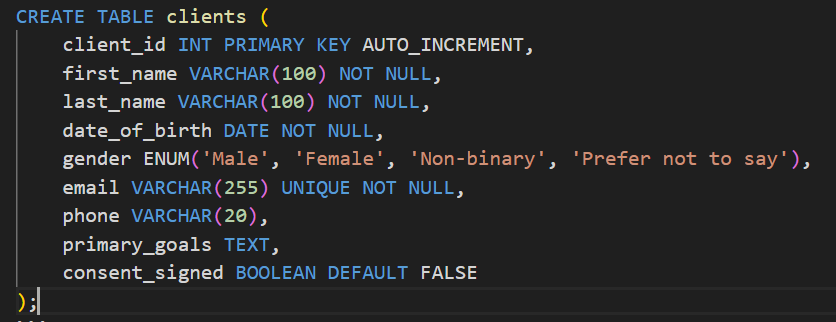 CREATE TABLE clients (
    client_id INT PRIMARY KEY AUTO_INCREMENT,
    first_name VARCHAR(100) NOT NULL,
    last_name VARCHAR(100) NOT NULL,
    date_of_birth DATE NOT NULL,
    gender ENUM('Male', 'Female', 'Non-binary', 'Prefer not to say'),
    email VARCHAR(255) UNIQUE NOT NULL,
    phone VARCHAR(20),
    primary_goals TEXT,
    consent_signed BOOLEAN DEFAULT FALSE
);